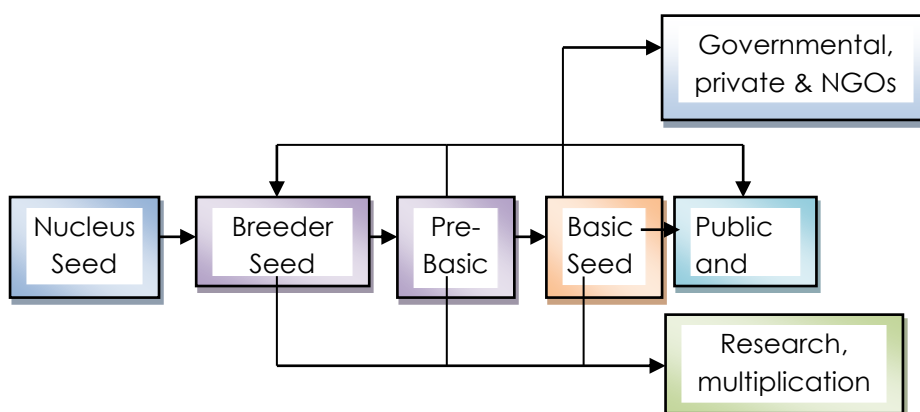 Governmental,
private & NGOs
Nucleus
Seed
Breeder
Seed
Pre-
Basic
Basic
Seed
Public
and
Research,
multiplication